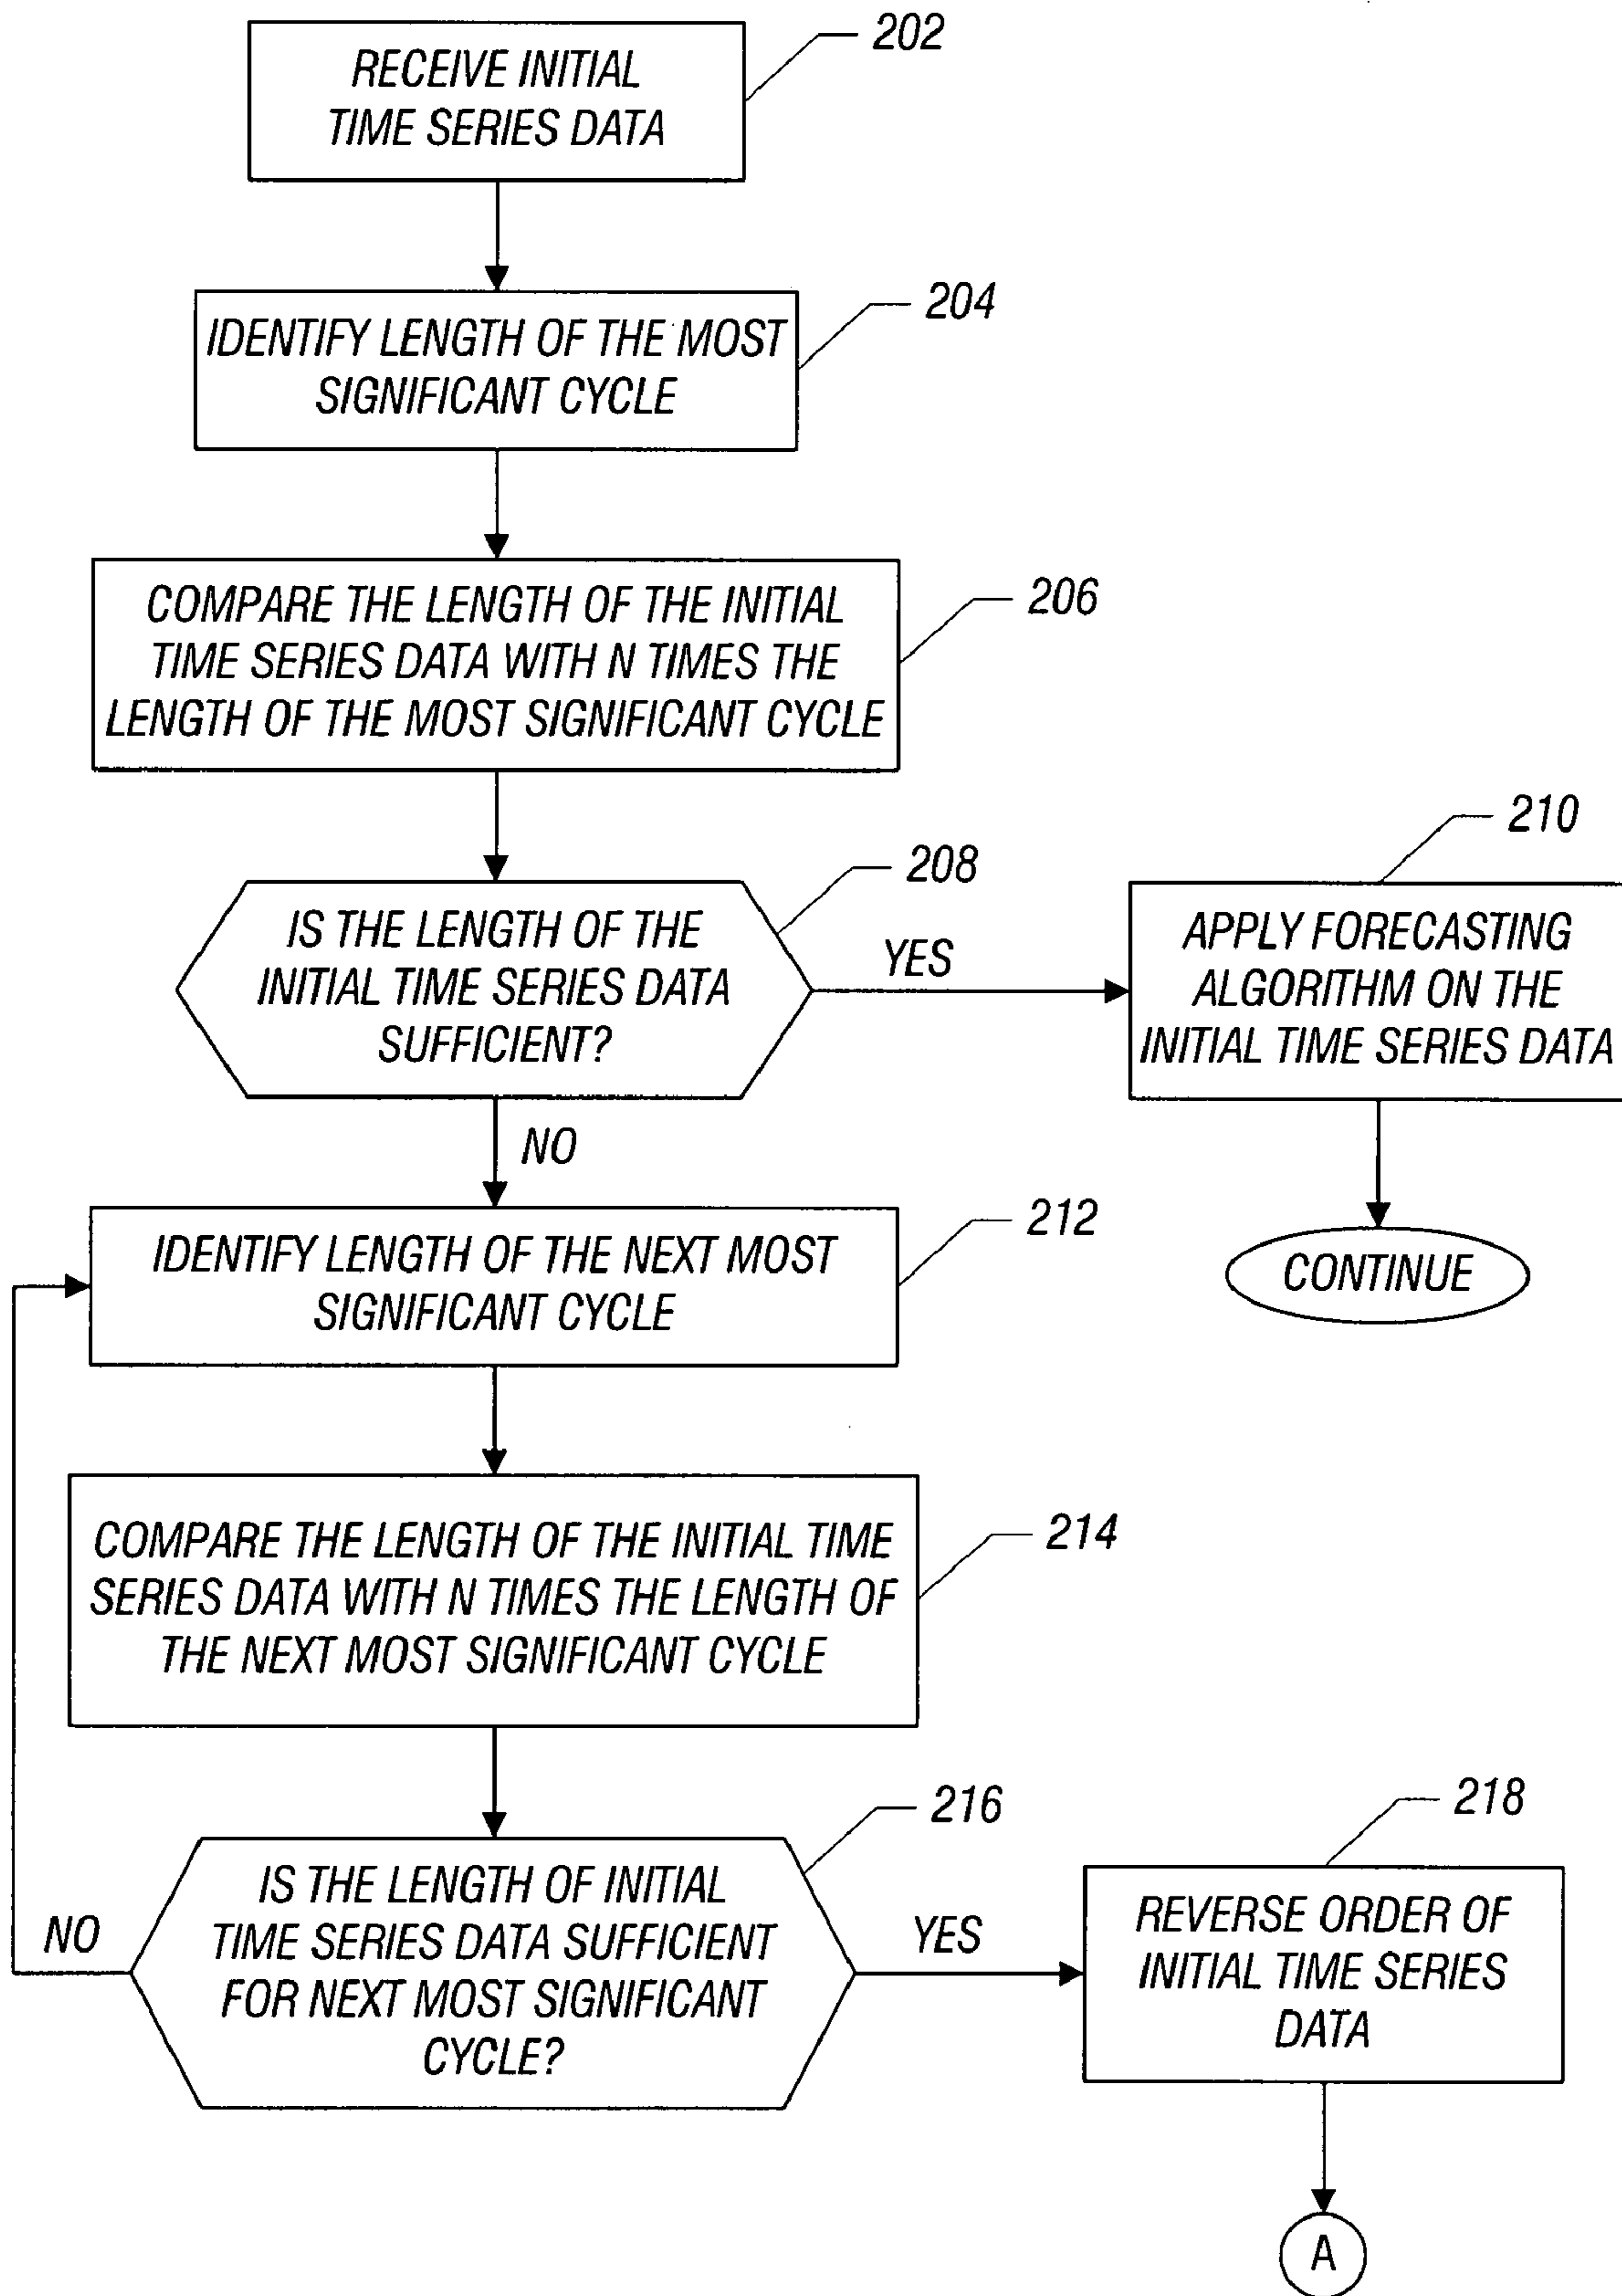 RECEIVE INITIAL
TIME SERIES DATA
202
IDENTIFY LENGTH OF THE MOST
SIGNIFICANT CYCLE
204
COMPARE THE LENGTH OF THE INITIAL
TIME SERIES DATA WITH N TIMES THE
LENGTH OF THE MOST SIGNIFICANT CYCLE
206
IS THE LENGTH OF THE
INITIAL TIME SERIES DATA
SUFFICIENT?
208
YES
210
APPLY FORECASTING
ALGORITHM ON THE
INITIAL TIME SERIES DATA
CONTINUE
NO
IDENTIFY LENGTH OF THE NEXT MOST
SIGNIFICANT CYCLE
212
COMPARE THE LENGTH OF THE INITIAL TIME
SERIES DATA WITH N TIMES THE LENGTH OF
THE NEXT MOST SIGNIFICANT CYCLE
214
IS THE LENGTH OF INITIAL
TIME SERIES DATA SUFFICIENT
FOR NEXT MOST SIGNIFICANT
CYCLE?
216
NO
YES
218
REVERSE ORDER OF
INITIAL TIME SERIES
DATA
A